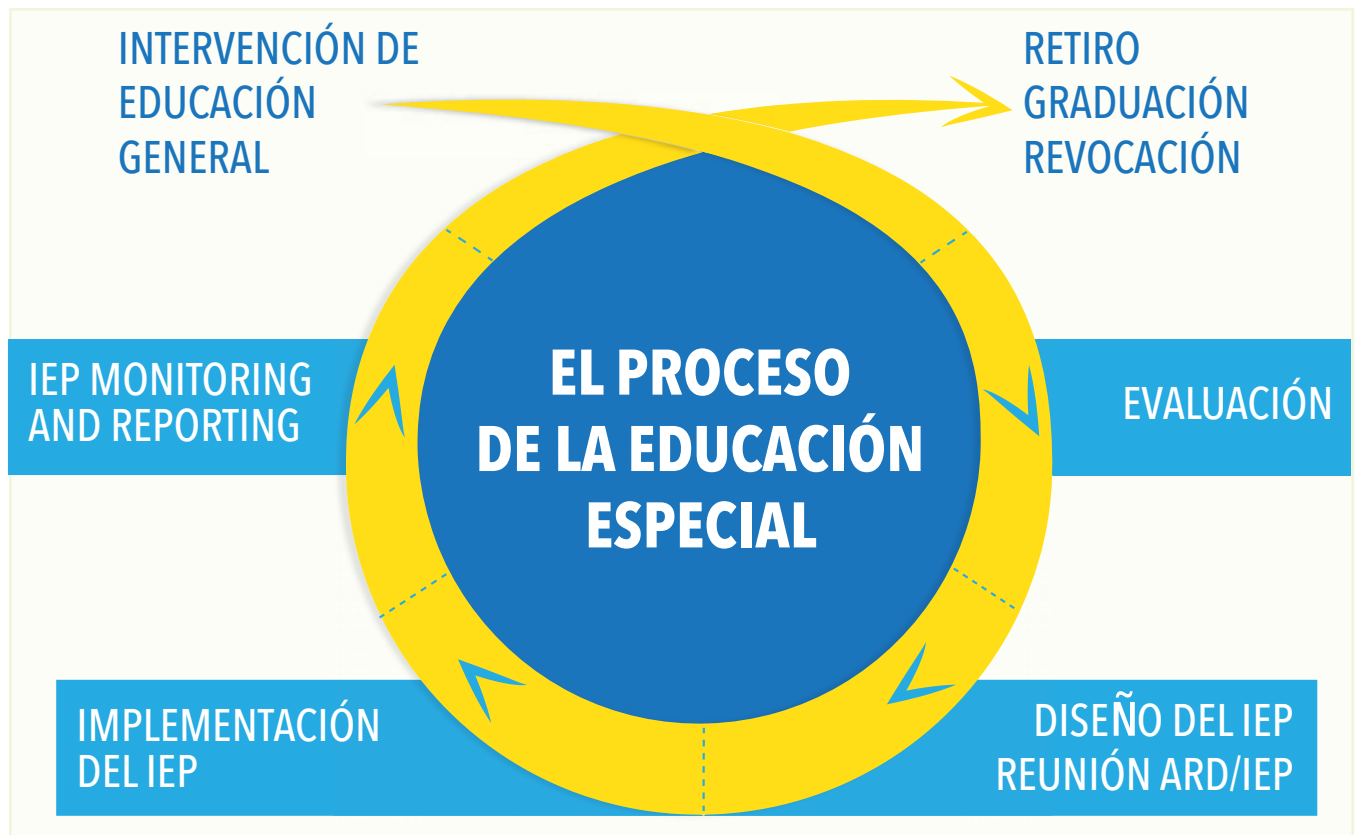 INTERVENCIÓN DE
EDUCACIÓN
GENERAL
RETIRO
GRADUACIÓN
REVOCACIÓN
EL PROCESO
DE LA EDUCACIÓN
ESPECIAL
IEP MONITORING
AND REPORTING
EVALUACIÓN
IMPLEMENTACIÓN
DEL IEP
DISEÑO DEL IEP
REUNIÓN ARD/IEP